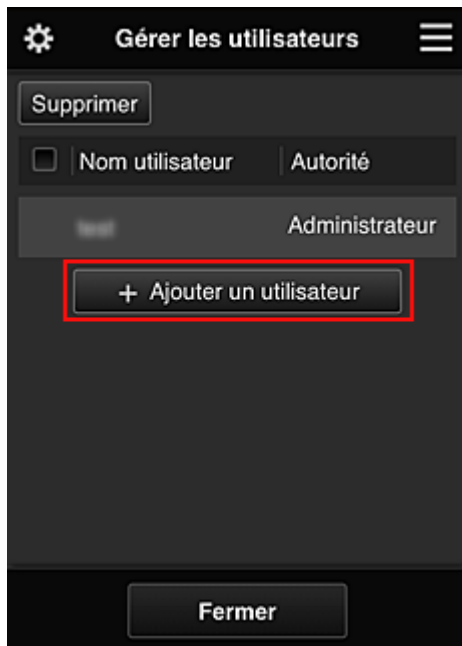 Gérer les utilisateurs
Supprimer
Nom utilisateur Autorité
Administrateur
+ Ajouter un utilisateur
Fermer